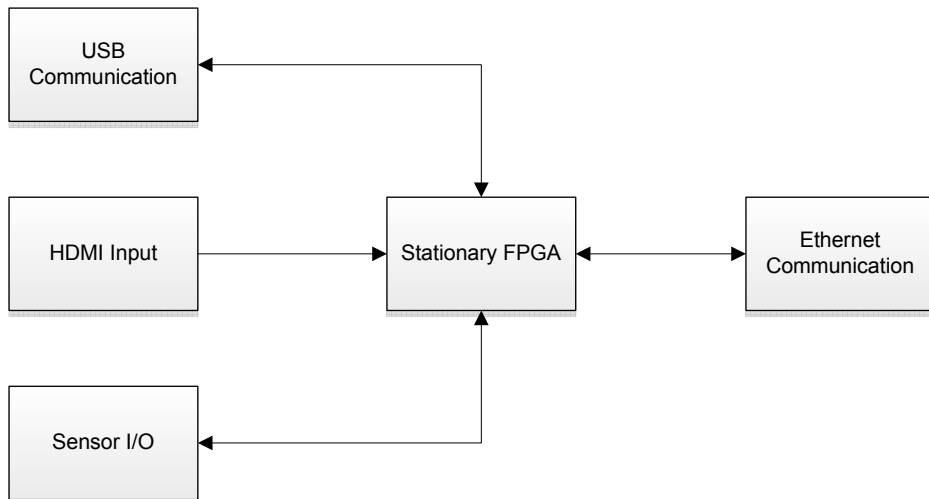 USB
Communication
HDMI Input
Stationary FPGA
Ethernet
Communication
Sensor I/O